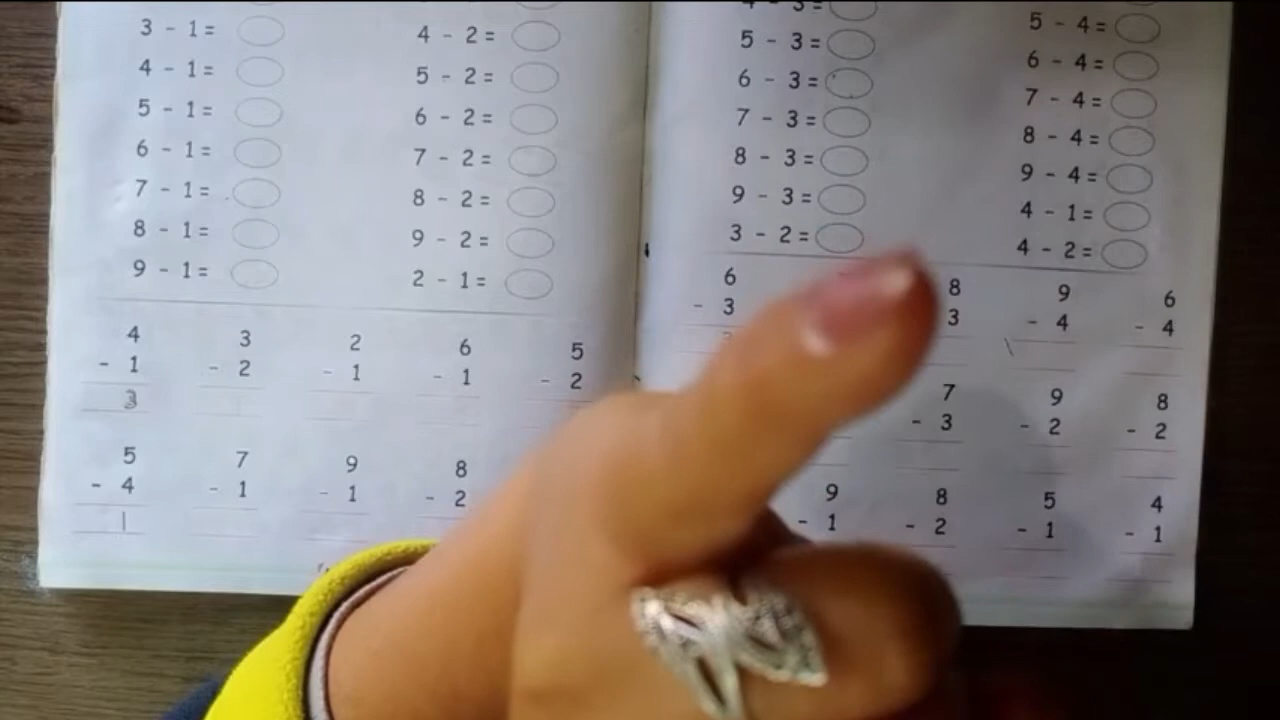 3 - 1 =
4 - 1 =
5 - 1 =
6 - 1 =
7 - 1 =
8 - 1 =
9 - 1 =
4 - 2 =
5 - 2 =
6 - 2 =
7 - 2 =
8 - 2 =
9 - 2 =
2 - 1 =
4 3 2 6 5
- 1 - 2 - 1 - 1 - 2
3
5 7 9 8
- 4 - 1 - 1 - 2
1
4 - 3 =
5 - 3 =
6 - 3 =
7 - 3 =
8 - 3 =
9 - 3 =
3 - 2 =
5 - 4 =
6 - 4 =
7 - 4 =
8 - 4 =
9 - 4 =
4 - 1 =
4 - 2 =
6 8 9 6
- 3 3 - 4 - 4
7 9 8
- 3 - 2 - 2
9 8 5 4
- 1 - 2 - 1 - 1